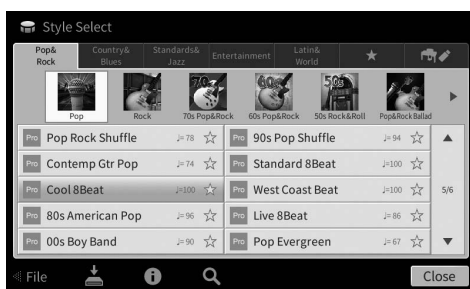 Style Select
Pop& Rock
Country& Blues
Standards& Jazz
Entertainment
Latin& World
Pop
Rock
70s Pop&Rock
60s Pop&Rock
50s Rock&Roll
Pop&Rock Ballad
Pro Pop Rock Shuffle ♩= 78
Pro 90s Pop Shuffle ♩= 94
Pro Contemp Gtr Pop ♩= 74
Pro Standard 8Beat ♩=100
Pro Cool 8Beat ♩=100
Pro West Coast Beat ♩=100
5/6
Pro 80s American Pop ♩= 96
Pro Live 8Beat ♩= 86
Pro 00s Boy Band ♩= 90
Pro Pop Evergreen ♩= 67
File
Close